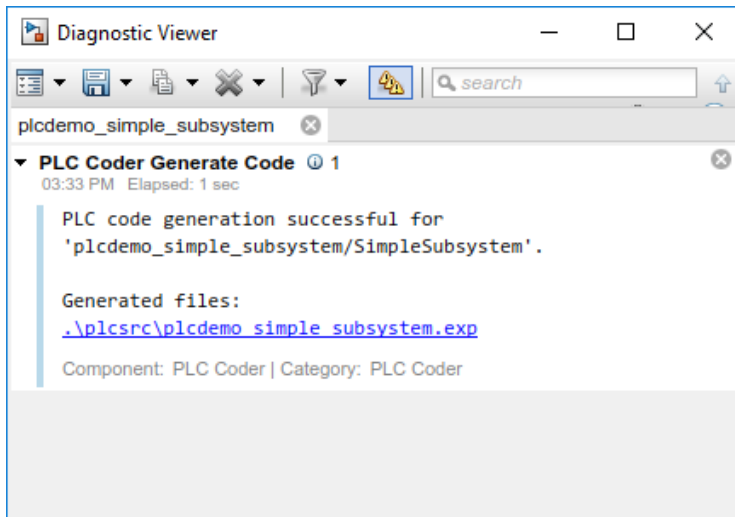 Diagnostic Viewer
search
plcdemo_simple_subsystem
PLC Coder Generate Code 1
03:33 PM Elapsed: 1 sec
PLC code generation successful for
'plcdemo_simple_subsystem/SimpleSubsystem'.
Generated files:
.\plcsrc\plcdemo_simple_subsystem.exp
Component: PLC Coder | Category: PLC Coder